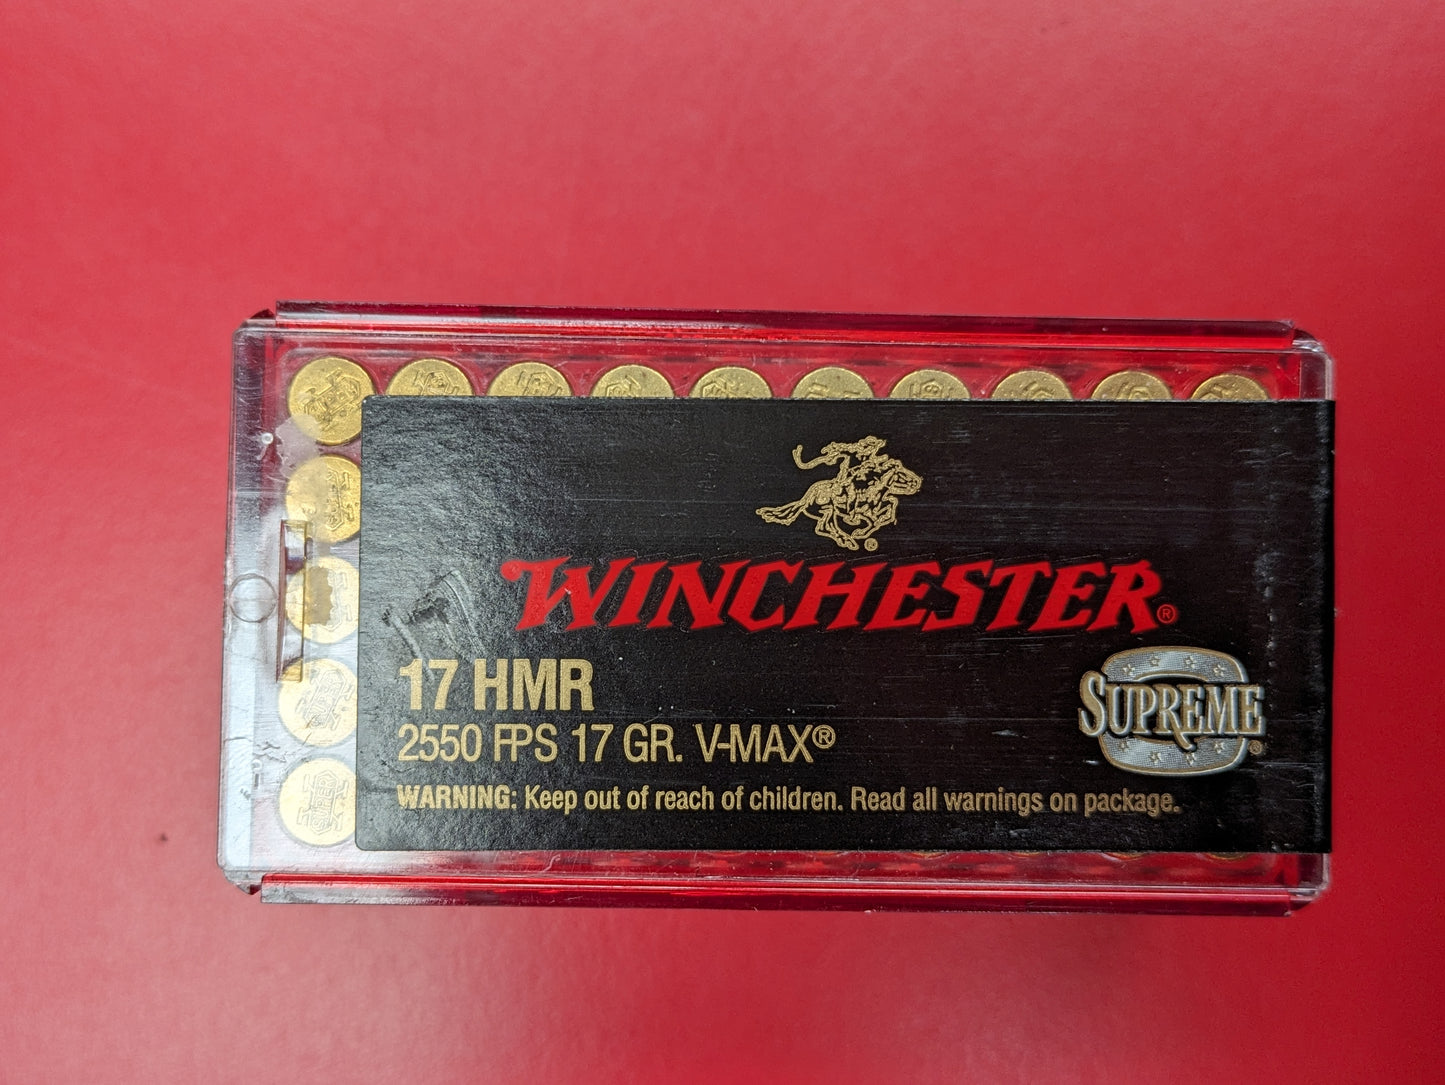 WINCHESTER®
17 HMR
2550 FPS 17 GR. V-MAX®
SUPREME®
WARNING: Keep out of reach of children. Read all warnings on package.
SUPER
X